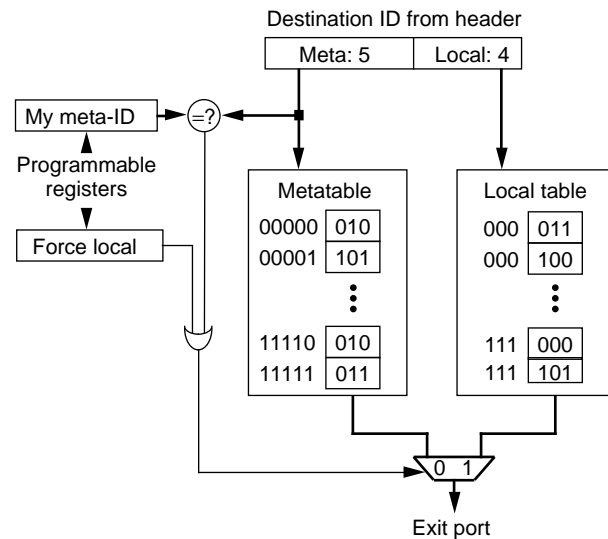 Destination ID from header
Meta: 5 Local: 4
My meta-ID =?
Programmable
registers
Force local
Metatable
00000 010
00001 101
11110 010
11111 011
Local table
000 011
000 100
111 000
111 101
0 1
Exit port